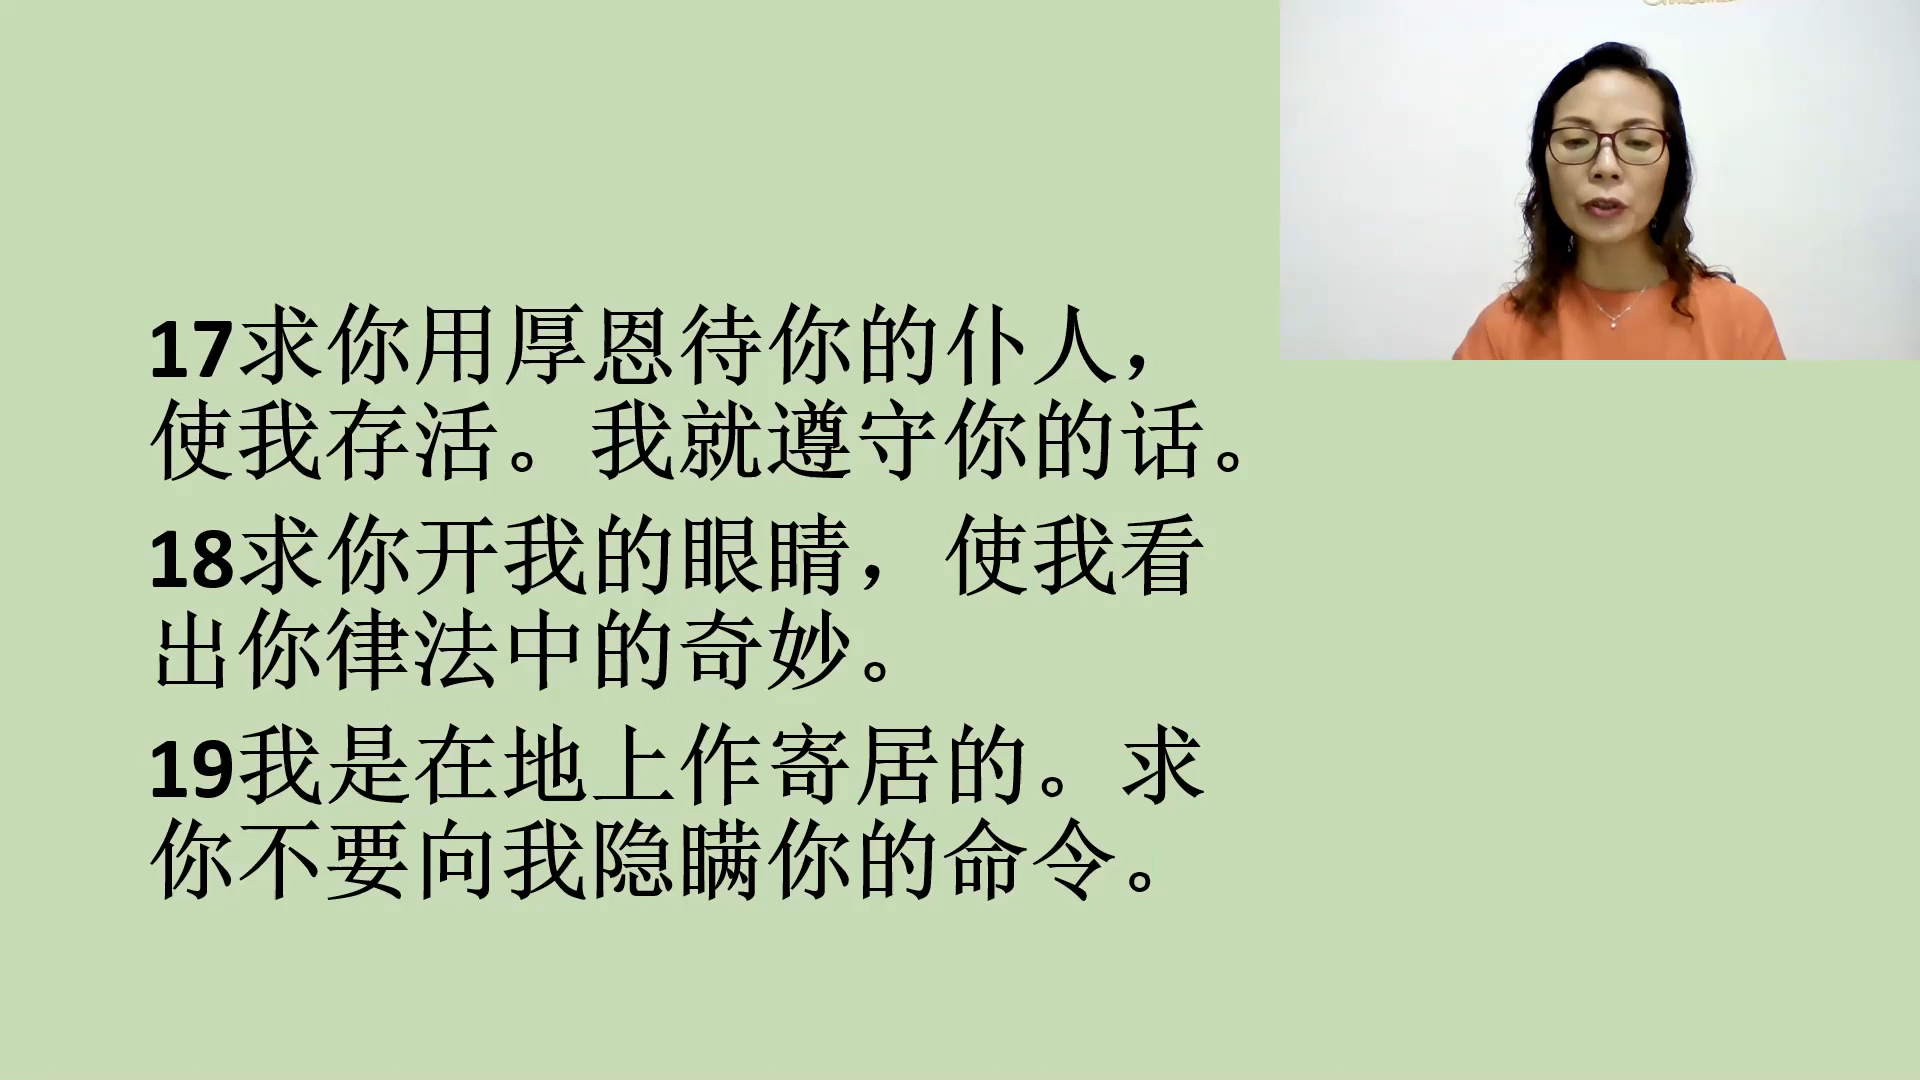 17求你用厚恩待你的仆人，
使我存活。我就遵守你的话。
18求你开我的眼睛，使我看
出你律法中的奇妙。
19我是在地上作寄居的。求
你不要向我隐瞒你的命令。